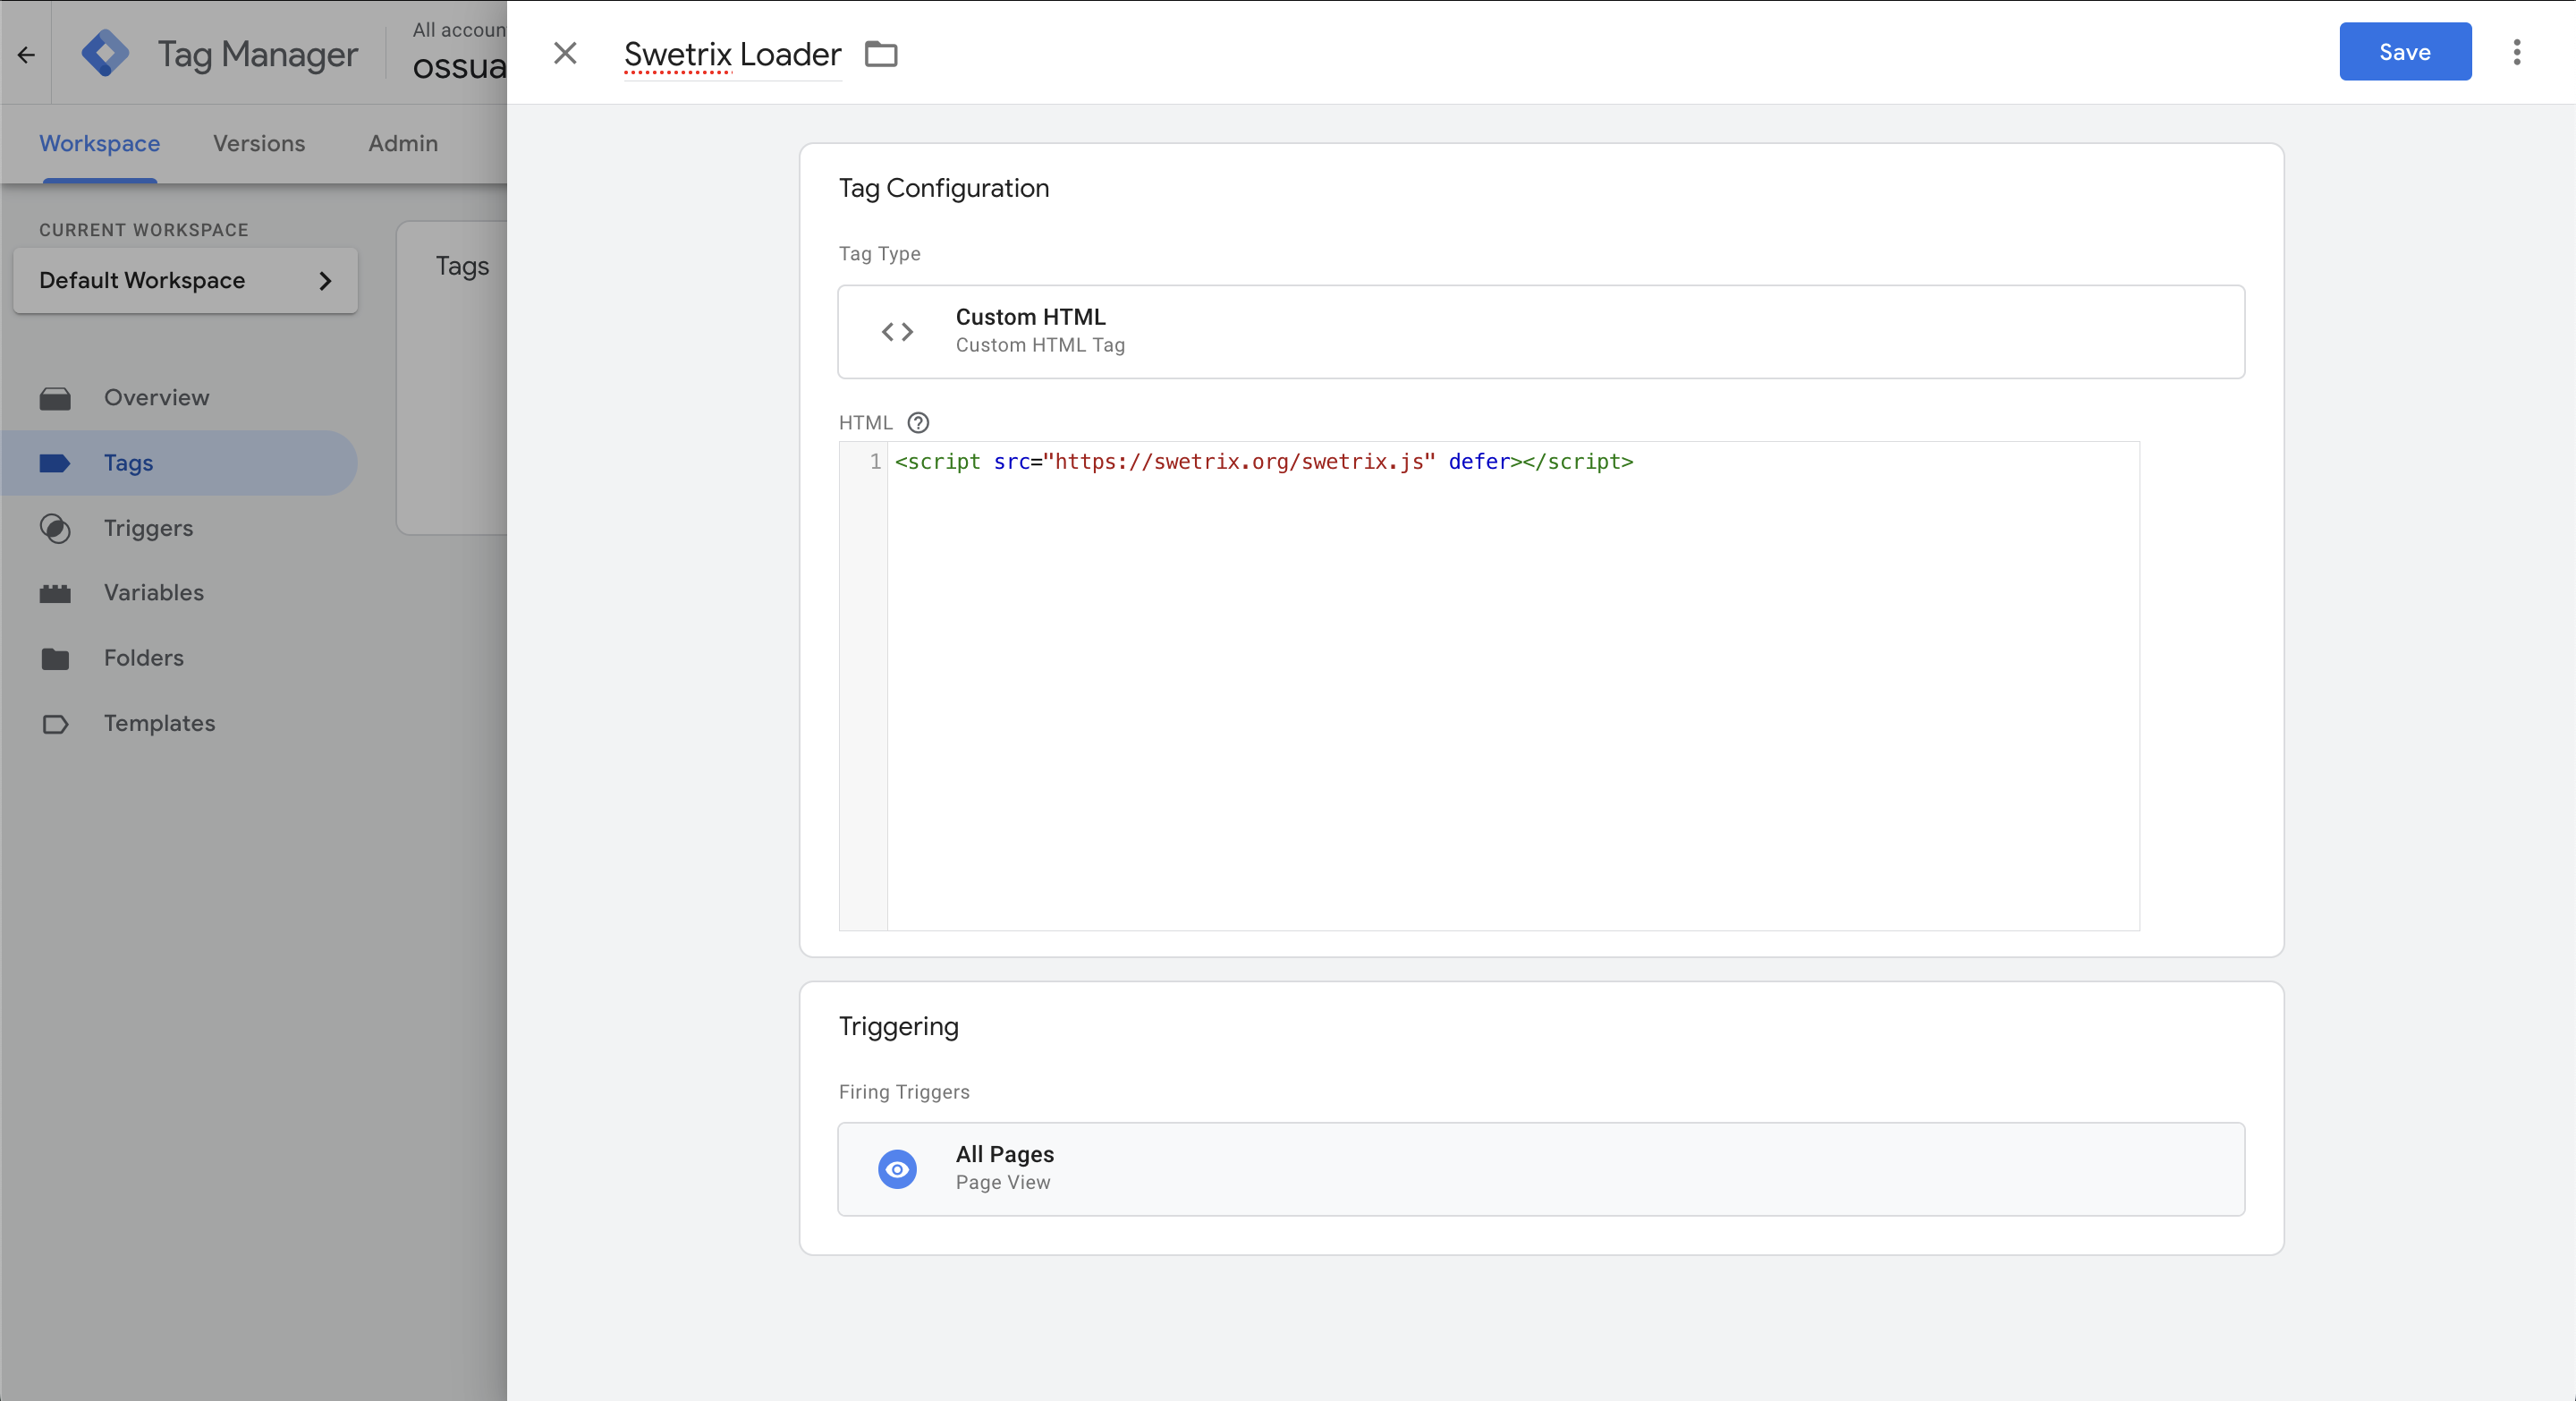 Tag Manager
All accoun
ossua
Swetrix Loader
Save
Workspace
Versions
Admin
CURRENT WORKSPACE
Default Workspace
Overview
Tags
Triggers
Variables
Folders
Templates
Tags
Tag Configuration
Tag Type
Custom HTML
Custom HTML Tag
HTML
1 <script src="https://swetrix.org/swetrix.js" defer></script>
Triggering
Firing Triggers
All Pages
Page View